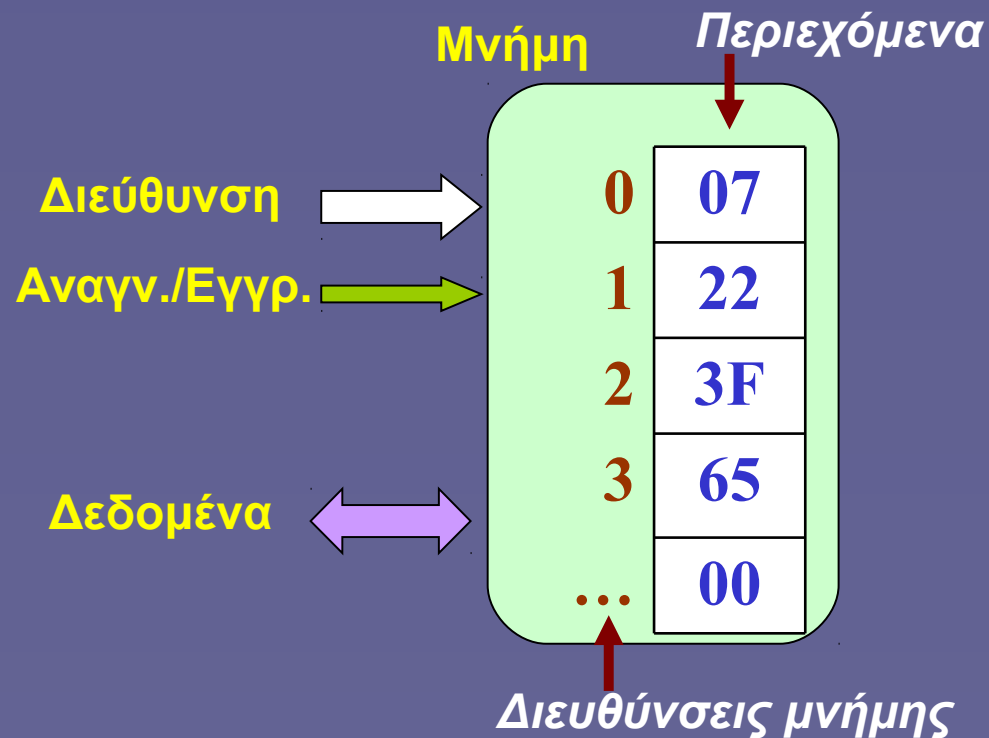 Μνήμη
Περιεχόμενα
Διεύθυνση
0 07
Αναγν./Εγγρ.
1 22
2 3F
3 65
Δεδομένα
... 00
Διευθύνσεις μνήμης